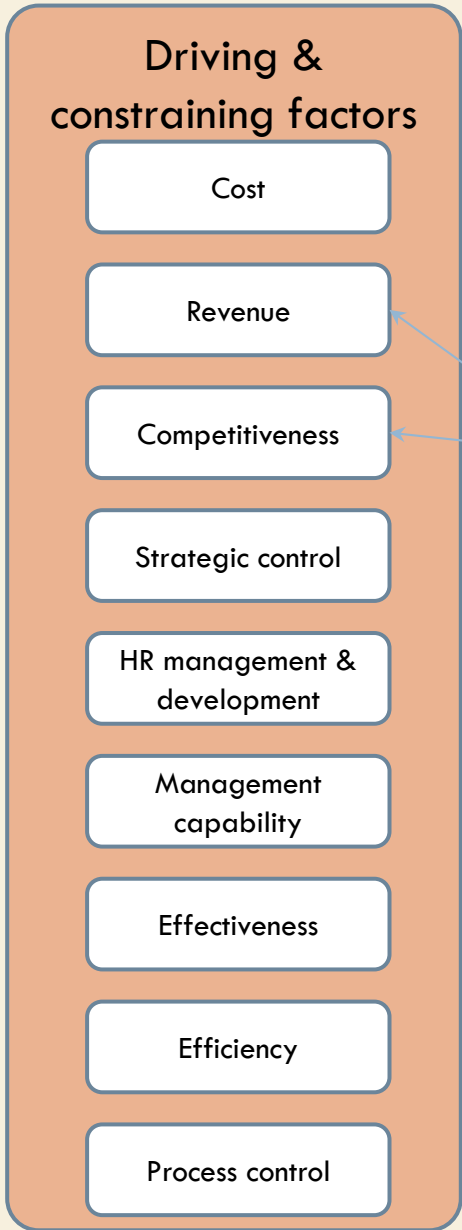 Driving &
constraining factors
Cost
Revenue
Competitiveness
Strategic control
HR management &
development
Management
capability
Effectiveness
Efficiency
Process control